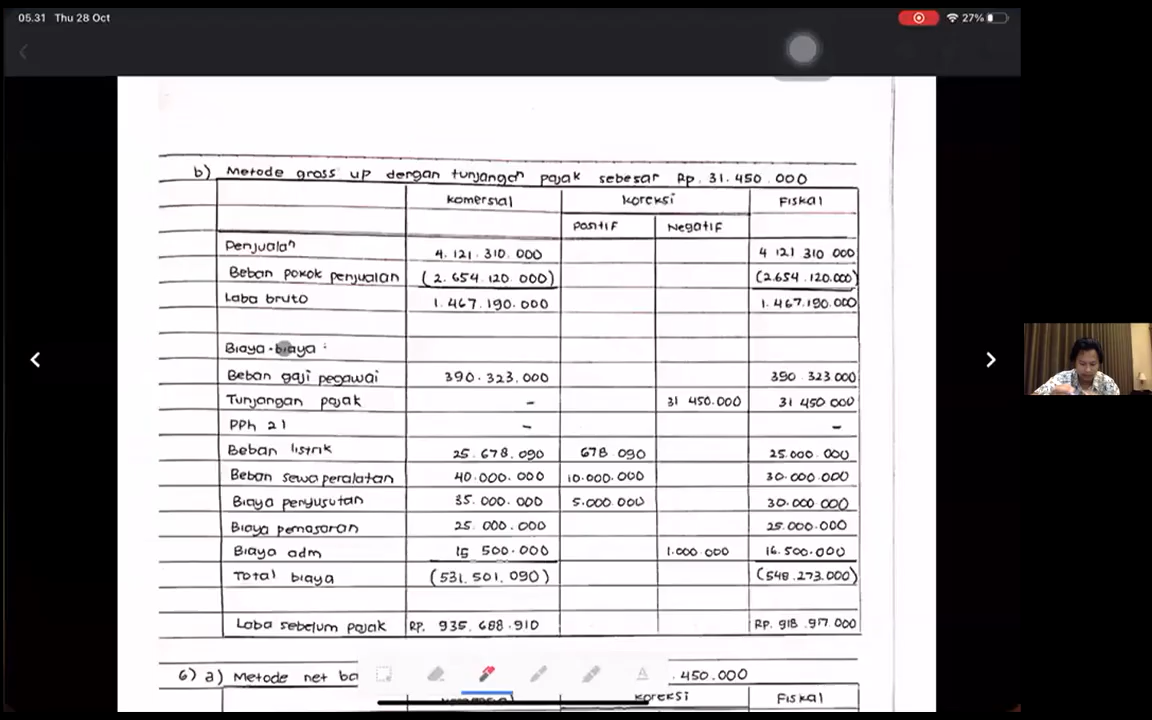 05.31 Thu 28 Oct
27%
b) Metode gross up dengan tunjangan pajak sebesar Rp. 31.450.000
Komersial Koreksi Fiskal
Positif Negatif
Penjualan 4.121.310.000 4 121 310 000
Beban pokok penjualan (2.654.120.000) (2.654.120.000)
Laba bruto 1.467.190.000 1.467.190.000
Biaya-biaya :
Beban gaji pegawai 390.323.000 390 323 000
Tunjangan pajak - 31 450.000 31 450 000
PPh 21 - -
Beban listrik 25.678.090 678.090 25.000.000
Beban sewa peralatan 40.000.000 10.000.000 30.000.000
Biaya penyusutan 35.000.000 5.000.000 30.000.000
Biaya pemasaran 25.000.000 25.000.000
Biaya adm 15 500.000 1.000.000 16.500.000
Total biaya (531.501.090) (548.273.000)
Laba sebelum pajak Rp. 935.688.910 Rp. 918.917.000
6) a) Metode net ba .450.000
Koreksi Fiskal